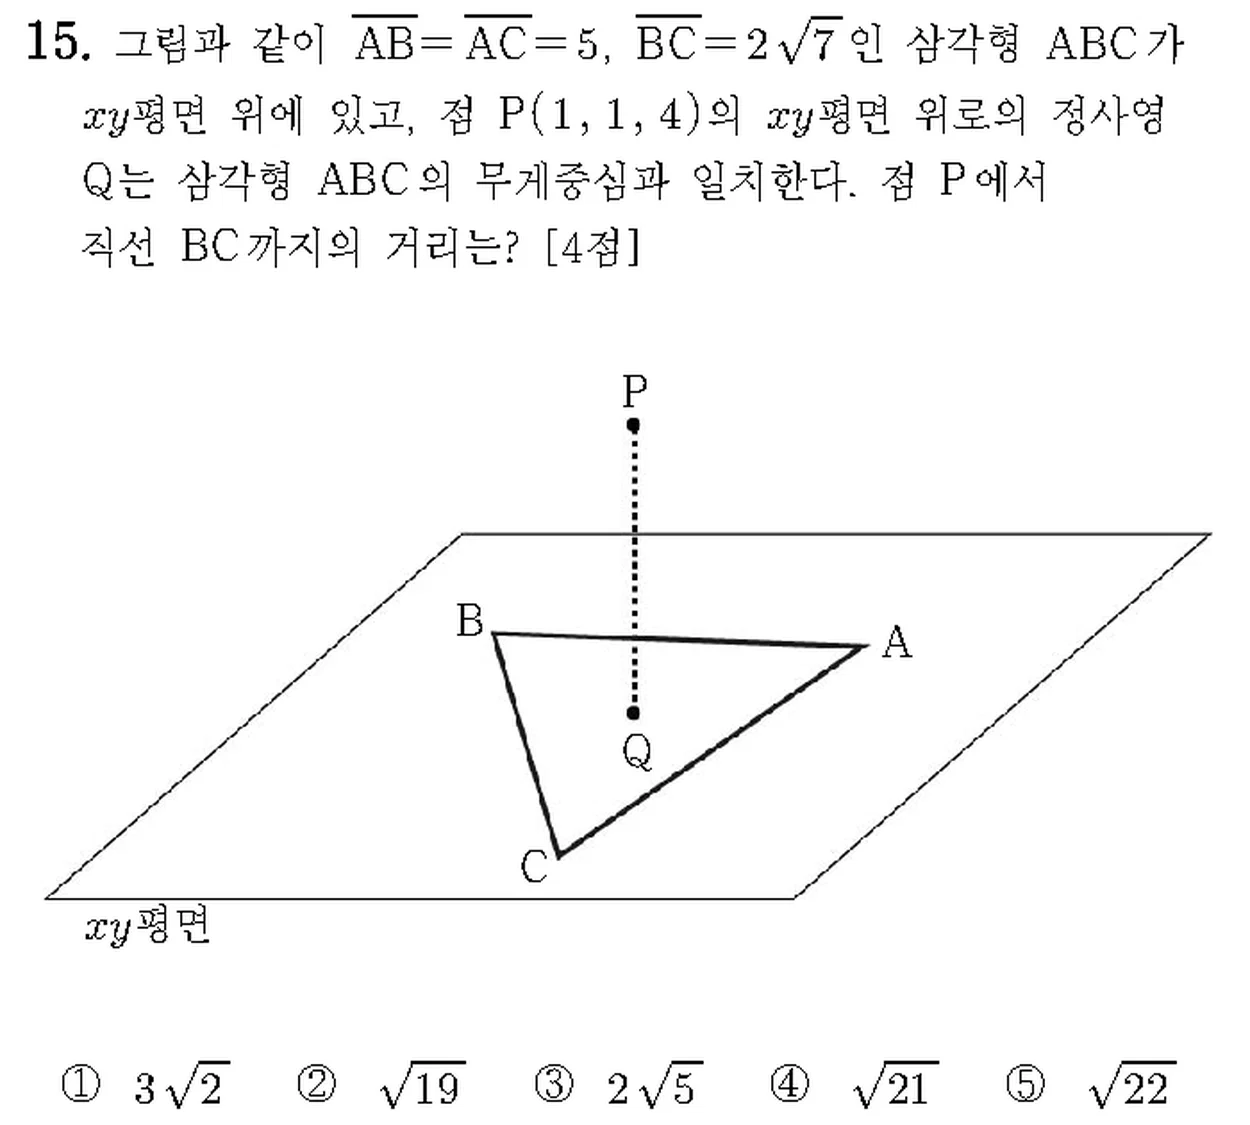 15. 그림과 같이 AB=AC=5, BC=2√7인 삼각형 ABC가
xy평면 위에 있고, 점 P(1, 1, 4)의 xy평면 위로의 정사영
Q는 삼각형 ABC의 무게중심과 일치한다. 점 P에서
직선 BC까지의 거리는? [4점]
P
B
A
Q
C
xy평면
① 3√2 ② √19 ③ 2√5 ④ √21 ⑤ √22